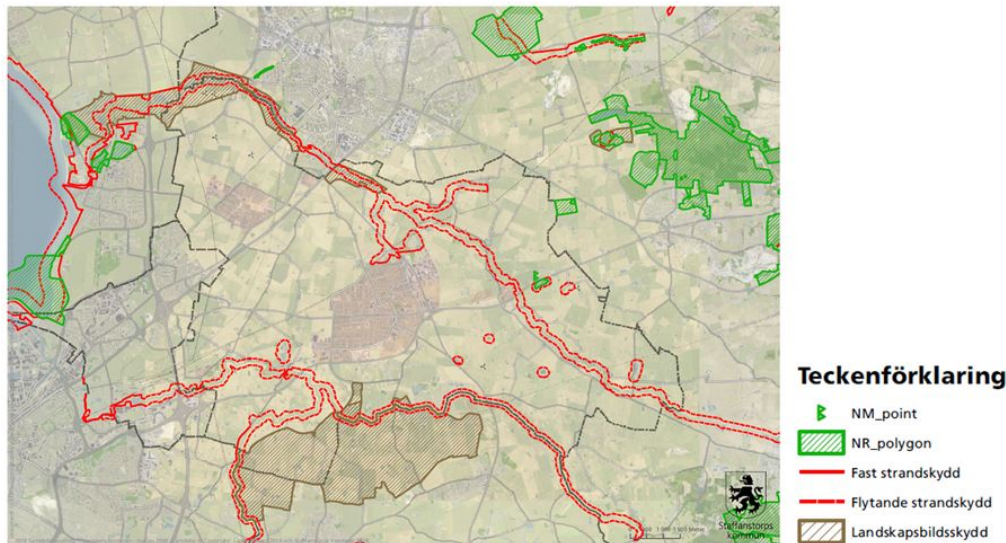 Teckenförklaring
NM_point
NR_polygon
Fast strandskydd
Flytande strandskydd
Landskapsbildsskydd
Staffanstorps
kommun